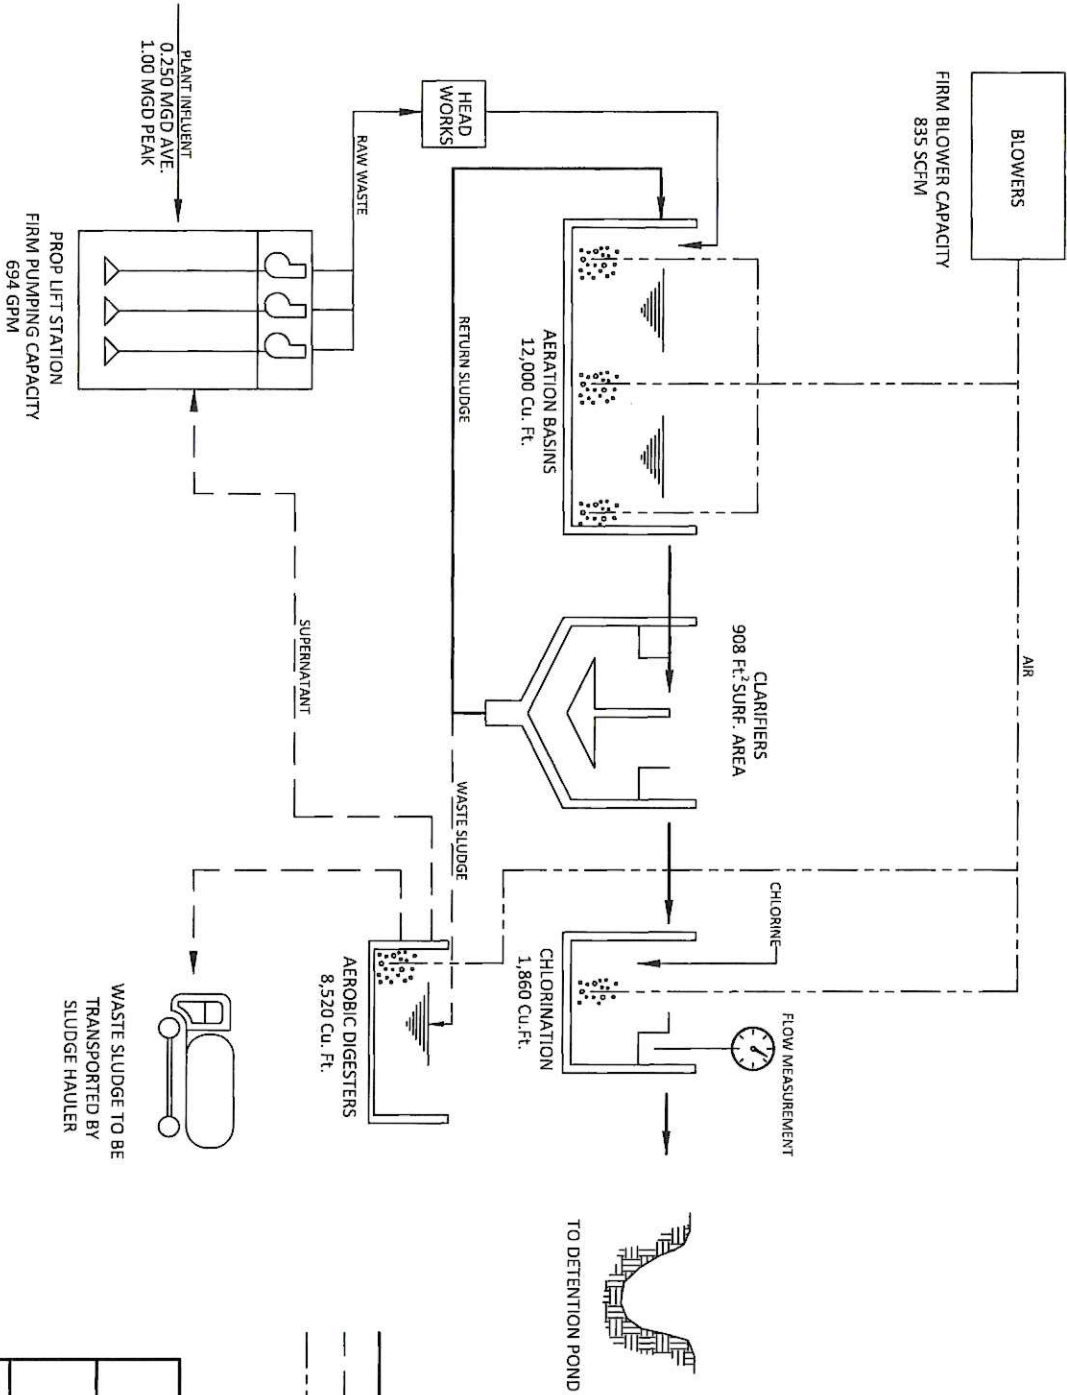 BLOWERS
FIRM BLOWER CAPACITY
835 SCFM
AIR
HEAD
WORKS
PLANT INFLUENT
0.250 MGD AVE.
1.00 MGD PEAK
RAW WASTE
PROP LIFT STATION
FIRM PUMPING CAPACITY
694 GPM
RETURN SLUDGE
AERATION BASINS
12,000 Cu. Ft.
CLARIFIERS
908 Ft.² SURF. AREA
CHLORINE
FLOW MEASUREMENT
CHLORINATION
1,860 Cu.Ft.
TO DETENTION POND
SUPERNATANT
WASTE SLUDGE
AEROBIC DIGESTERS
8,520 Cu. Ft.
WASTE SLUDGE TO BE
TRANSPORTED BY
SLUDGE HAULER